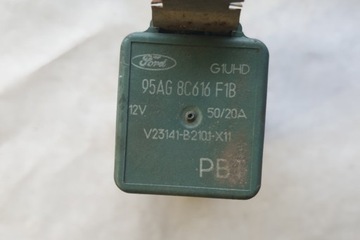 Ford G1UHD
95AG 8C616 F1B
12V 50/20A
V23141-B2101-X11
PBT